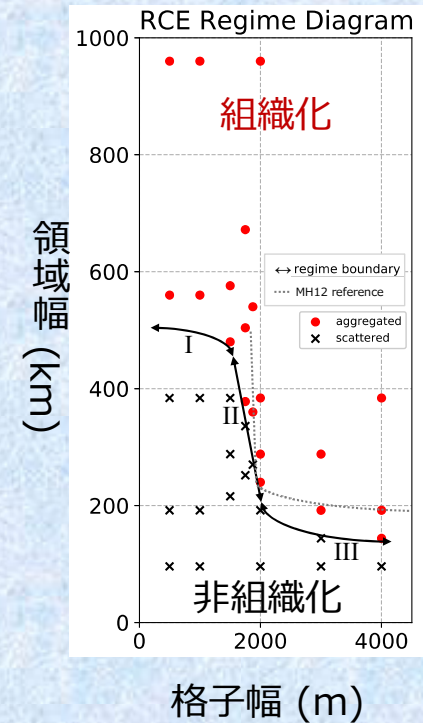 RCE Regime Diagram
1000
800
600
400
200
0
0
2000
4000
領域幅 (km)
組織化
↔ regime boundary
MH12 reference
aggregated
scattered
I
II
III
非組織化
格子幅 (m)